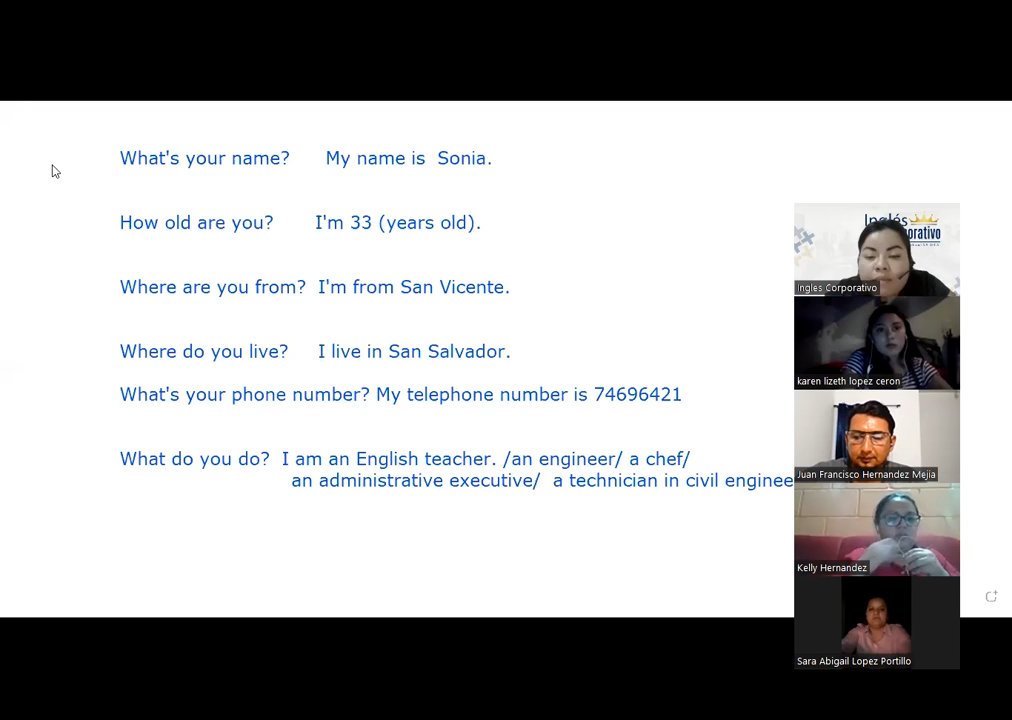 What's your name? My name is Sonia.
How old are you? I'm 33 (years old).
Where are you from? I'm from San Vicente.
Where do you live? I live in San Salvador.
What's your phone number? My telephone number is 74696421
What do you do? I am an English teacher. /an engineer/ a chef/
an administrative executive/ a technician in civil enginee
Inglés
orativo
Ingles Corporativo
karen lizeth lopez ceron
Juan Francisco Hernandez Mejia
Kelly Hernandez
Sara Abigail Lopez Portillo